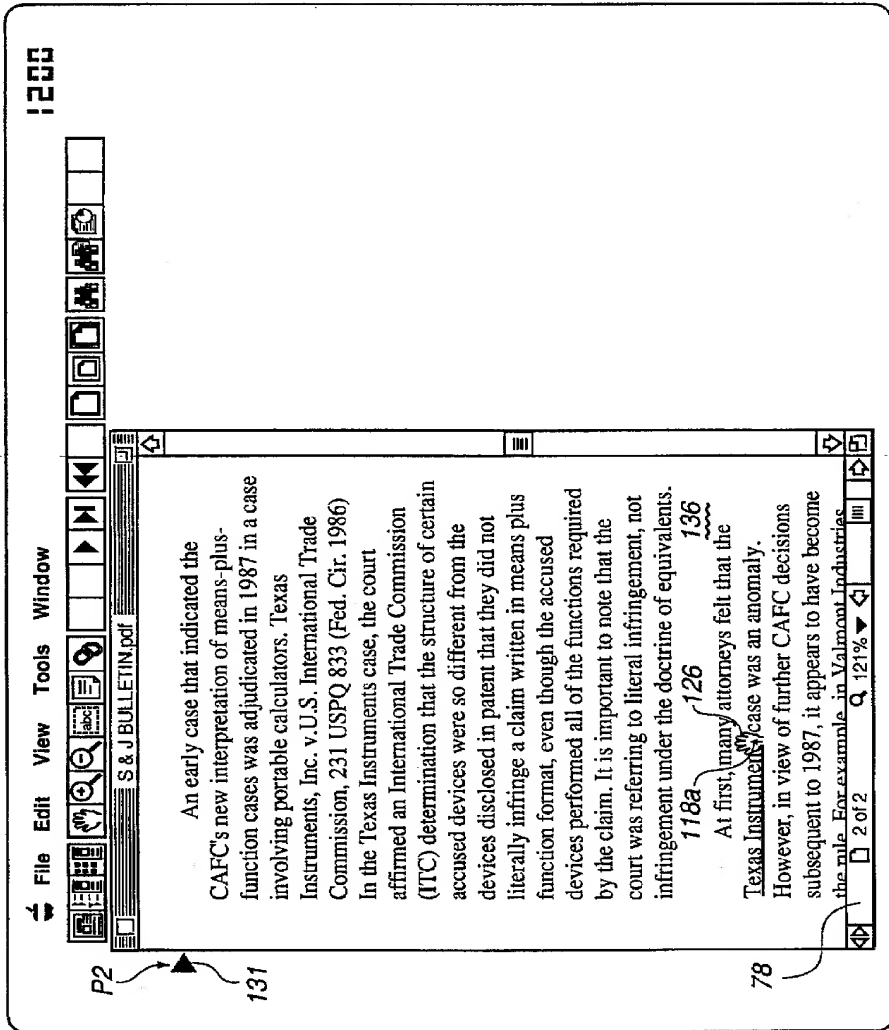 1200
File Edit View Tools Window
abc
S & J BULLETIN.pdf
P2
131
An early case that indicated the
CAFC's new interpretation of means-plus-
function cases was adjudicated in 1987 in a case
involving portable calculators. Texas
Instruments, Inc. v.U.S. International Trade
Commission, 231 USPQ 833 (Fed. Cir. 1986)
In the Texas Instruments case, the court
affirmed an International Trade Commission
(ITC) determination that the structure of certain
accused devices were so different from the
devices disclosed in patent that they did not
literally infringe a claim written in means plus
function format, even though the accused
devices performed all of the functions required
by the claim. It is important to note that the
court was referring to literal infringement, not
infringement under the doctrine of equivalents.
118a 126 136
At first, many attorneys felt that the
Texas Instruments case was an anomaly.
However, in view of further CAFC decisions
subsequent to 1987, it appears to have become
the rule. For example, in Valmont Industries
78
2 of 2 121%